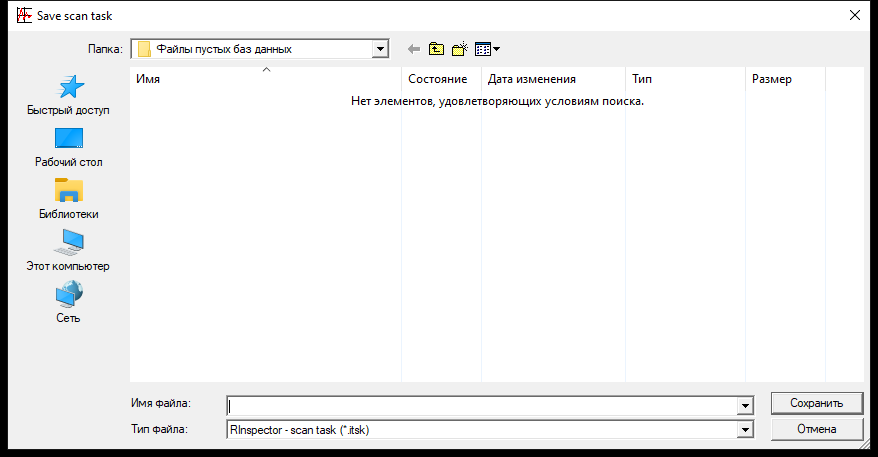 Save scan task
Папка: Файлы пустых баз данных
Имя Состояние Дата изменения Тип Размер
Нет элементов, удовлетворяющих условиям поиска.
Быстрый доступ
Рабочий стол
Библиотеки
Этот компьютер
Сеть
Имя файла: Сохранить
Тип файла: RInspector - scan task (*.itsk) Отмена